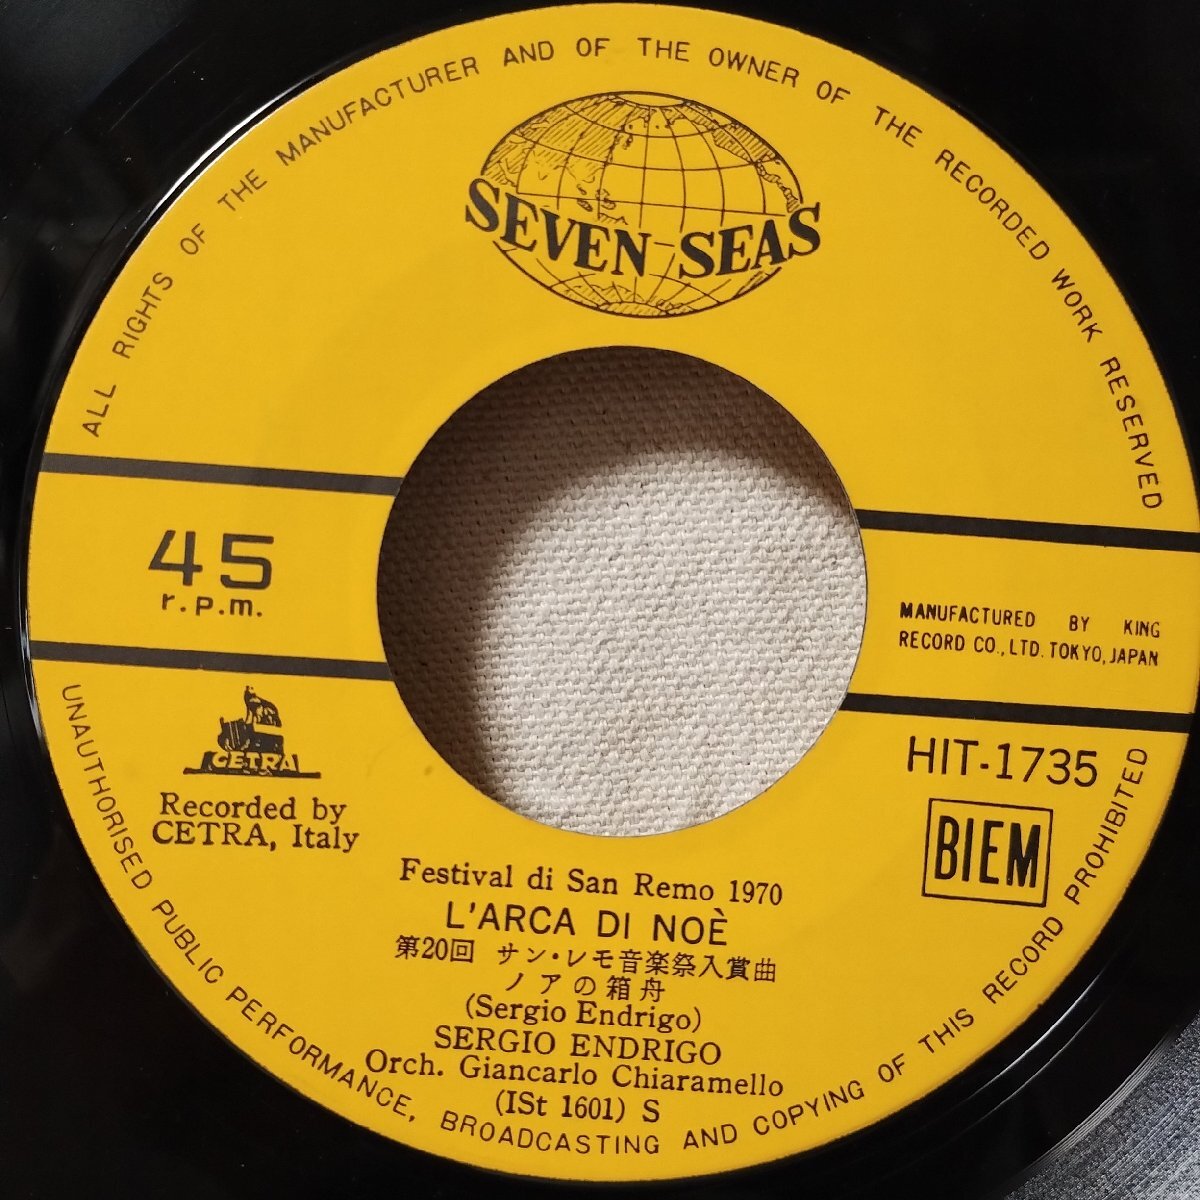 ALL RIGHTS OF THE MANUFACTURER AND OF THE OWNER OF THE RECORDED WORK RESERVED
SEVEN SEAS
45
r.p.m.
MANUFACTURED BY KING
RECORD CO., LTD. TOKYO, JAPAN
CETRA
Recorded by
CETRA, Italy
HIT-1735
BIEM
Festival di San Remo 1970
L'ARCA DI NOÈ
第20回 サン・レモ音楽祭入賞曲
ノアの箱舟
(Sergio Endrigo)
SERGIO ENDRIGO
Orch. Giancarlo Chiaramello
(ISt 1601) S
UNAUTHORISED PUBLIC PERFORMANCE, BROADCASTING AND COPYING OF THIS RECORD PROHIBITED